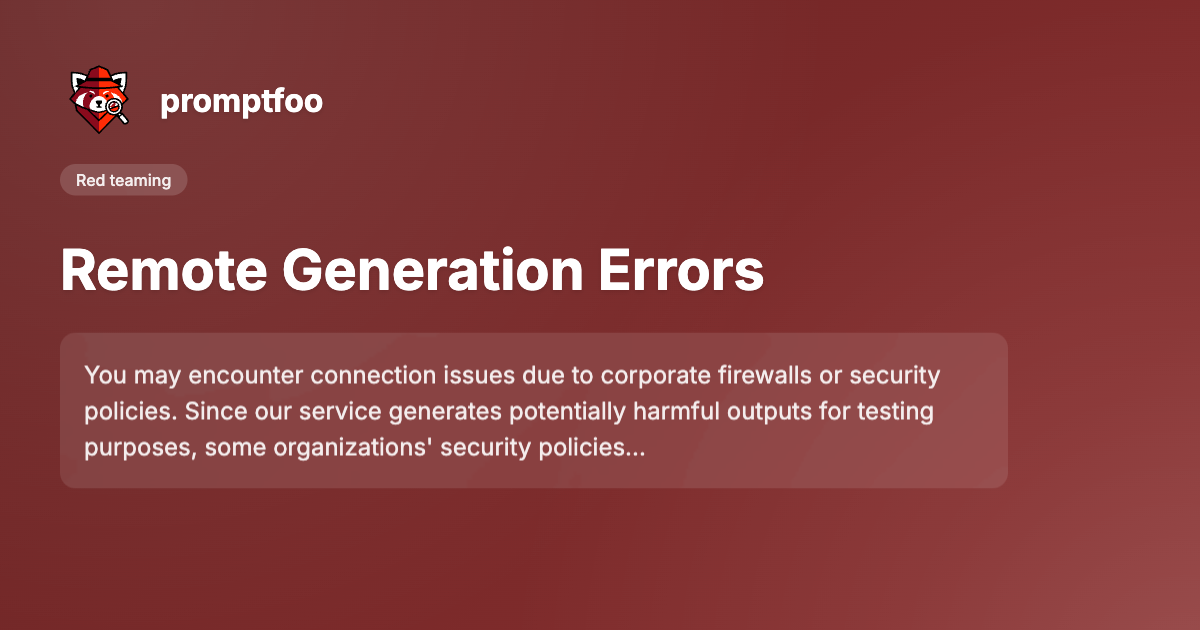 promptfoo
Red teaming
Remote Generation Errors
You may encounter connection issues due to corporate firewalls or security
policies. Since our service generates potentially harmful outputs for testing
purposes, some organizations' security policies...